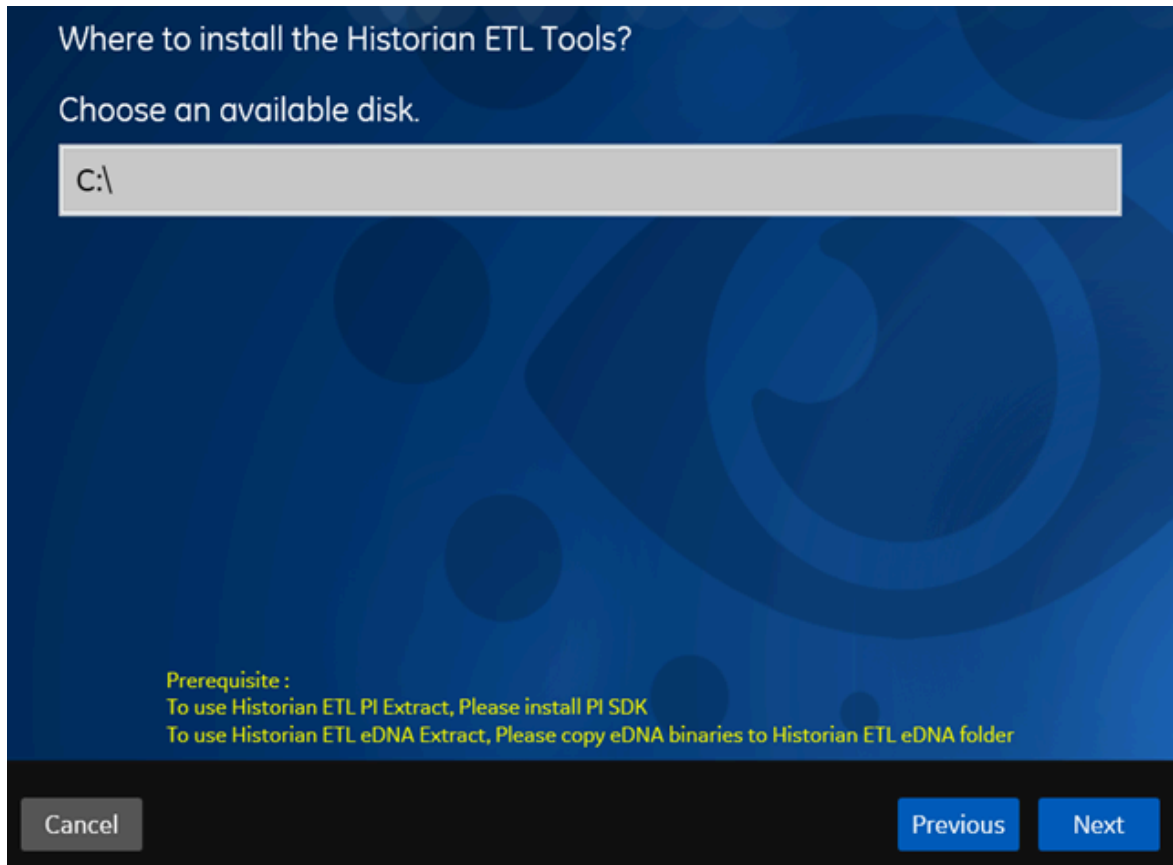 Where to install the Historian ETL Tools?
Choose an available disk.
C:\
Prerequisite :
To use Historian ETL PI Extract, Please install PI SDK
To use Historian ETL eDNA Extract, Please copy eDNA binaries to Historian ETL eDNA folder
Cancel
Previous
Next